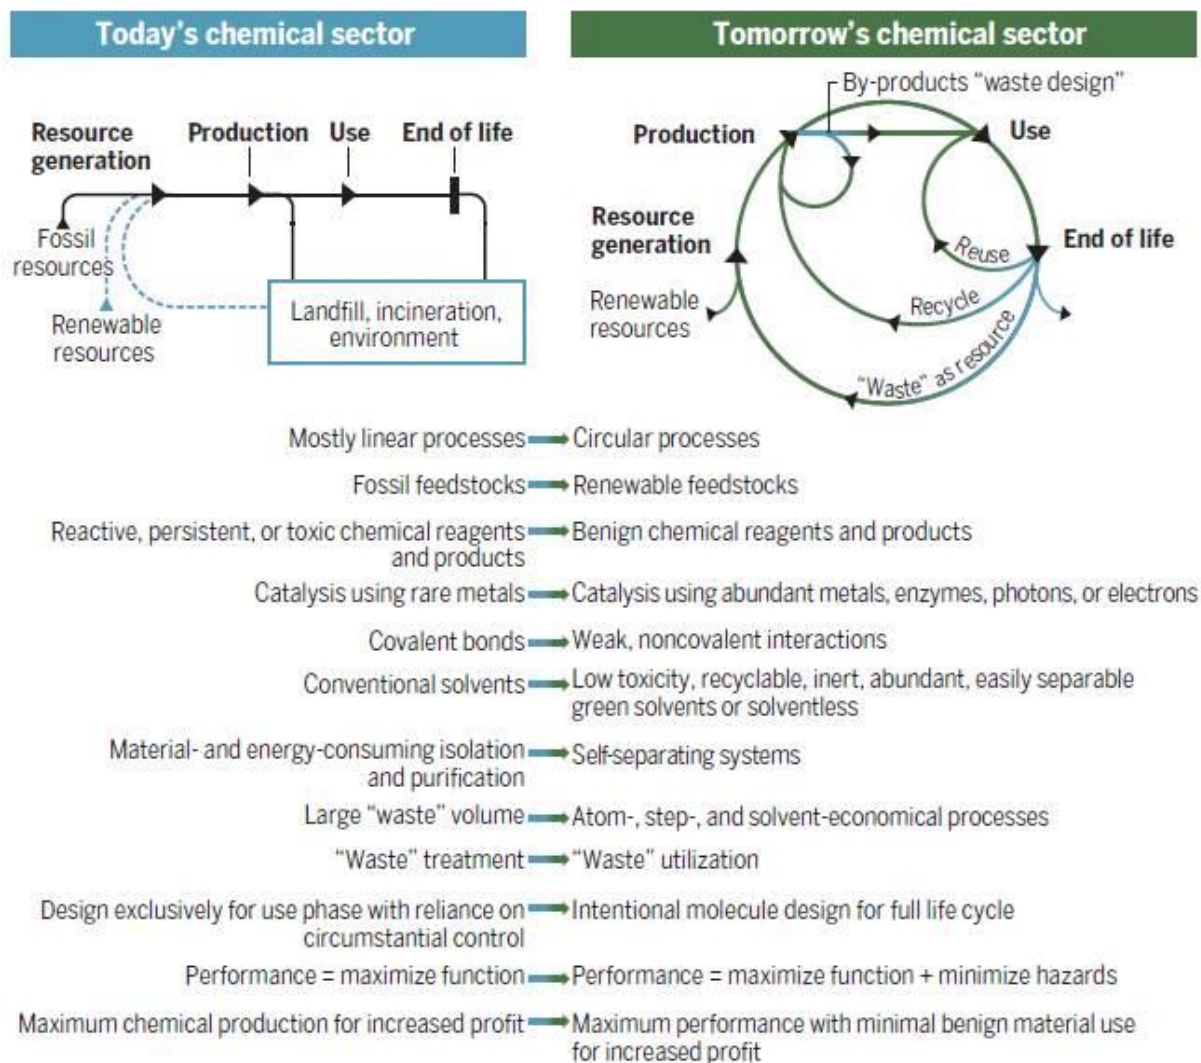 Today's chemical sector
Tomorrow's chemical sector
Resource
generation
Production
Use
End of life
Fossil
resources
Renewable
resources
Landfill, incineration,
environment
By-products “waste design”
Production
Use
Resource
generation
End of life
Renewable
resources
Reuse
Recycle
“Waste” as resource
Mostly linear processes
Circular processes
Fossil feedstocks
Renewable feedstocks
Reactive, persistent, or toxic chemical reagents
and products
Benign chemical reagents and products
Catalysis using rare metals
Catalysis using abundant metals, enzymes, photons, or electrons
Covalent bonds
Weak, noncovalent interactions
Conventional solvents
Low toxicity, recyclable, inert, abundant, easily separable
green solvents or solventless
Material- and energy-consuming isolation
and purification
Self-separating systems
Large “waste” volume
Atom-, step-, and solvent-economical processes
“Waste” treatment
“Waste” utilization
Design exclusively for use phase with reliance on
circumstantial control
Intentional molecule design for full life cycle
Performance = maximize function
Performance = maximize function + minimize hazards
Maximum chemical production for increased profit
Maximum performance with minimal benign material use
for increased profit